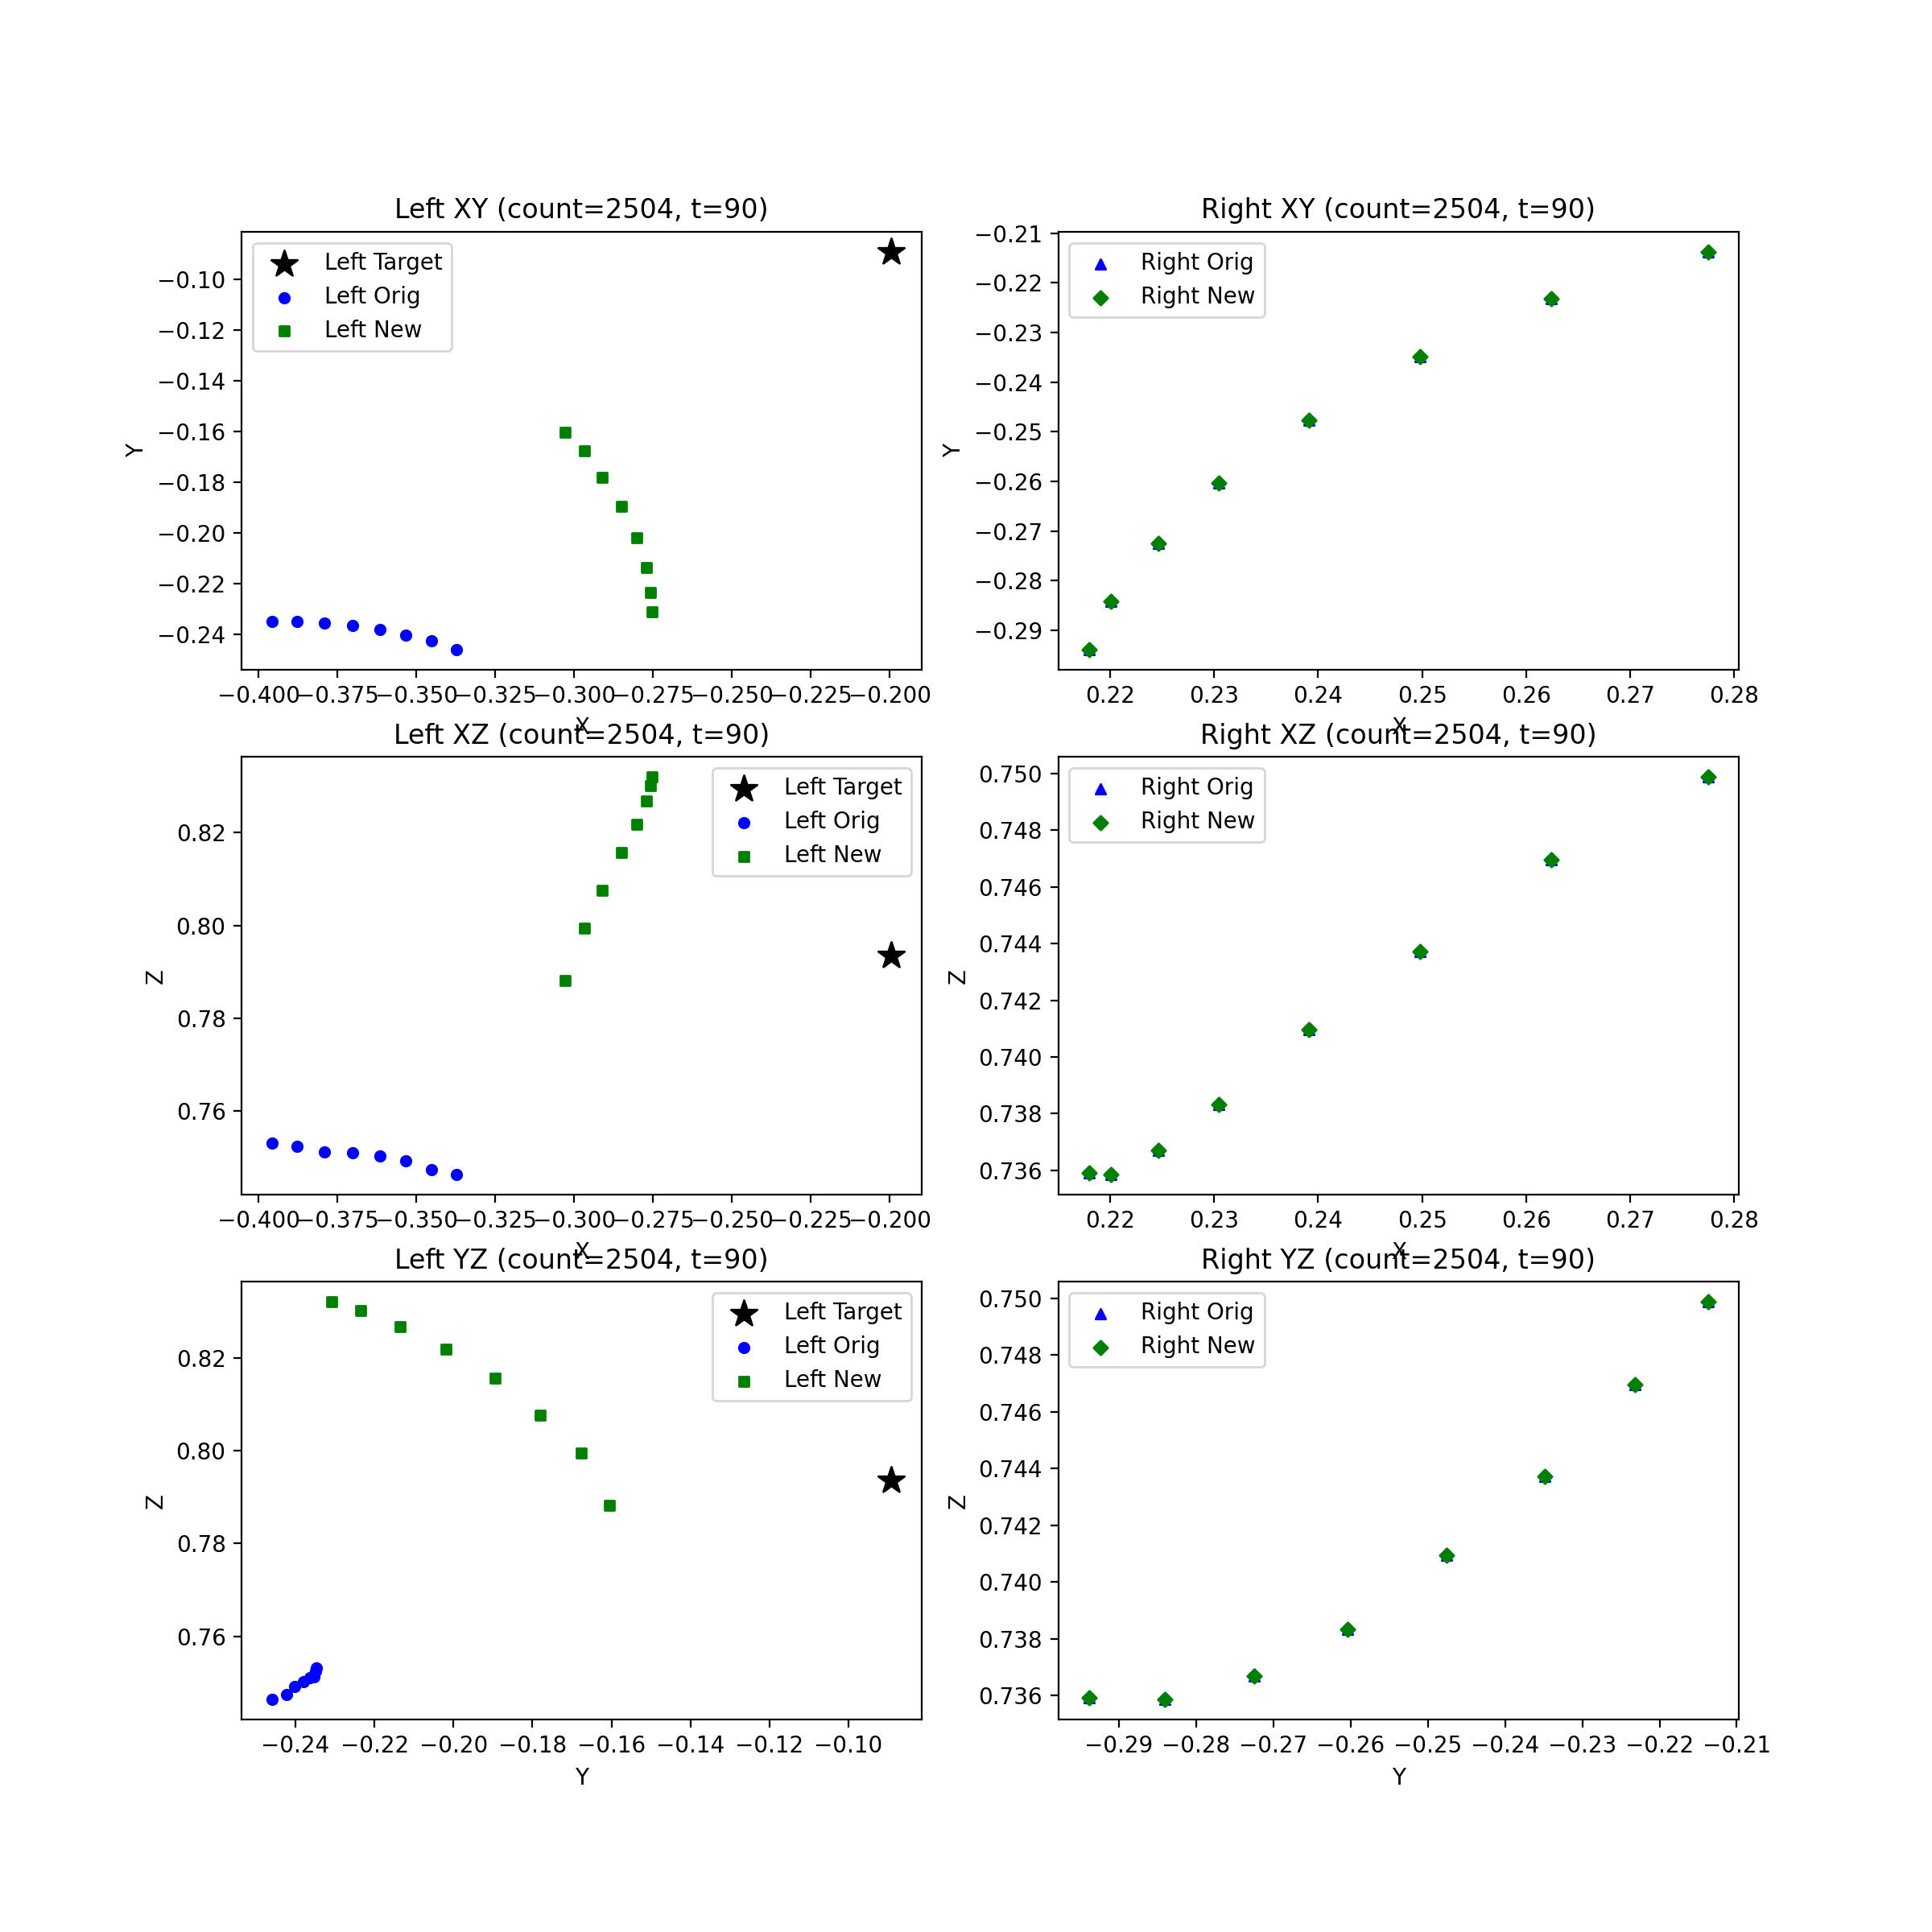 Left XY (count=2504, t=90)
Left Target
Left Orig
Left New
−0.10
−0.12
−0.14
−0.16
−0.18
−0.20
−0.22
−0.24
Y
−0.400 −0.375 −0.350 −0.325 −0.300 −0.275 −0.250 −0.225 −0.200
X
Right XY (count=2504, t=90)
Right Orig
Right New
−0.21
−0.22
−0.23
−0.24
−0.25
−0.26
−0.27
−0.28
−0.29
Y
0.22 0.23 0.24 0.25 0.26 0.27 0.28
X
Left XZ (count=2504, t=90)
Left Target
Left Orig
Left New
0.82
0.80
0.78
0.76
Z
−0.400 −0.375 −0.350 −0.325 −0.300 −0.275 −0.250 −0.225 −0.200
X
Right XZ (count=2504, t=90)
Right Orig
Right New
0.750
0.748
0.746
0.744
0.742
0.740
0.738
0.736
Z
0.22 0.23 0.24 0.25 0.26 0.27 0.28
X
Left YZ (count=2504, t=90)
Left Target
Left Orig
Left New
0.82
0.80
0.78
0.76
Z
−0.24 −0.22 −0.20 −0.18 −0.16 −0.14 −0.12 −0.10
Y
Right YZ (count=2504, t=90)
Right Orig
Right New
0.750
0.748
0.746
0.744
0.742
0.740
0.738
0.736
Z
−0.29 −0.28 −0.27 −0.26 −0.25 −0.24 −0.23 −0.22 −0.21
Y